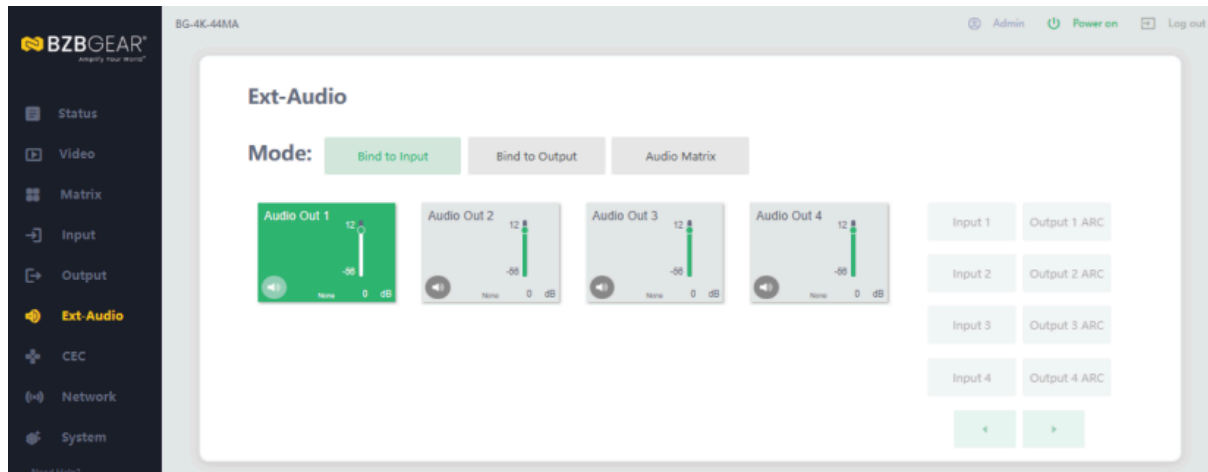 BG-4K-44MA
Admin
Power on
Log out
BZBGEAR®
Amplify Your World®
Status
Video
Matrix
Input
Output
Ext-Audio
CEC
Network
System
Need Help?
Ext-Audio
Mode:
Bind to Input
Bind to Output
Audio Matrix
Audio Out 1
12
None 0 dB
Audio Out 2
12
None 0 dB
Audio Out 3
12
None 0 dB
Audio Out 4
12
None 0 dB
Input 1 Output 1 ARC
Input 2 Output 2 ARC
Input 3 Output 3 ARC
Input 4 Output 4 ARC